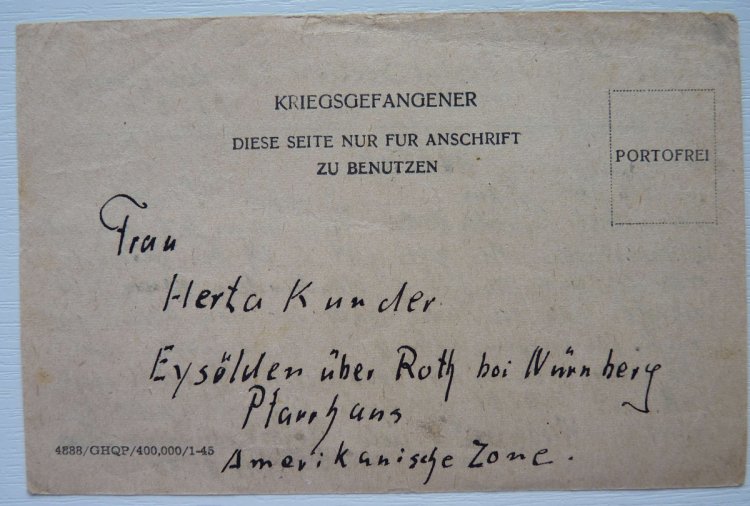 KRIEGSGEFANGENER
DIESE SEITE NUR FUR ANSCHRIFT
ZU BENUTZEN
PORTOFREI
Frau
Herta Kunder
Eysölden über Roth bei Nürnberg
Pfarrhaus
4888/GHQP/400,000/1-45
Amerikanische Zone.